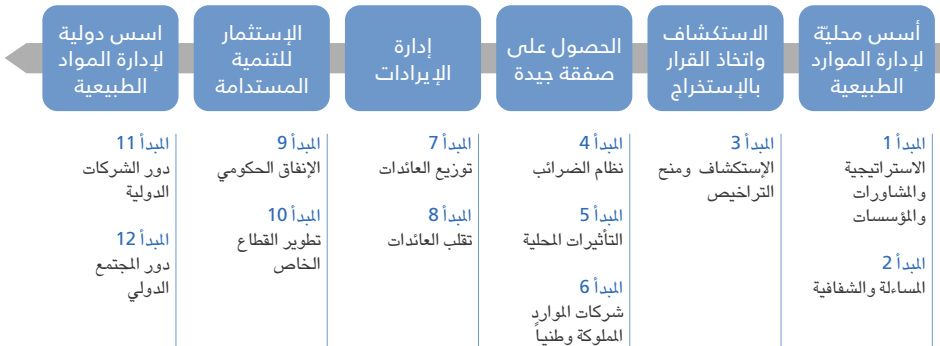 أسس محليّة
لإدارة الموارد
الطبيعية
الاستكشاف
واتخاذ القرار
بالإستخراج
الحصول على
صفقة جيدة
إدارة
الإيرادات
الإستثمار
للتنمية
المستدامة
اسس دولية
لإدارة المواد
الطبيعية
المبدأ 1
الاستراتيجية
والمشاورات
والمؤسسات
المبدأ 2
المساءلة والشفافية
المبدأ 3
الإستكشاف ومنح
التراخيص
المبدأ 4
نظام الضرائب
المبدأ 5
التأثيرات المحلية
المبدأ 6
شركات الموارد
المملوكة وطنياً
المبدأ 7
توزيع العائدات
المبدأ 8
تقلب العائدات
المبدأ 9
الإنفاق الحكومي
المبدأ 10
تطوير القطاع
الخاص
المبدأ 11
دور الشركات
الدولية
المبدأ 12
دور المجتمع
الدولي